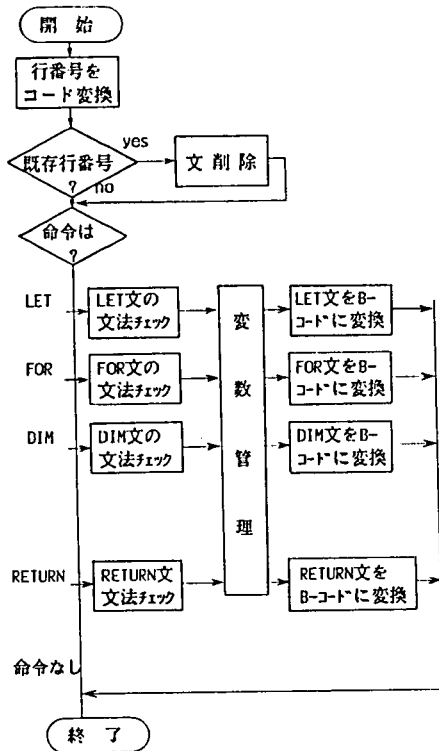 開 始
行番号を
コード変換
既存行番号
?
yes
no
文 削 除
命令は
?
LET
LET文の
文法チェック
変数管理
LET文をB-
コードに変換
FOR
FOR文の
文法チェック
FOR文をB-
コードに変換
DIM
DIM文の
文法チェック
DIM文をB-
コードに変換
RETURN
RETURN文
文法チェック
RETURN文を
B-コードに変換
命令なし
終 了